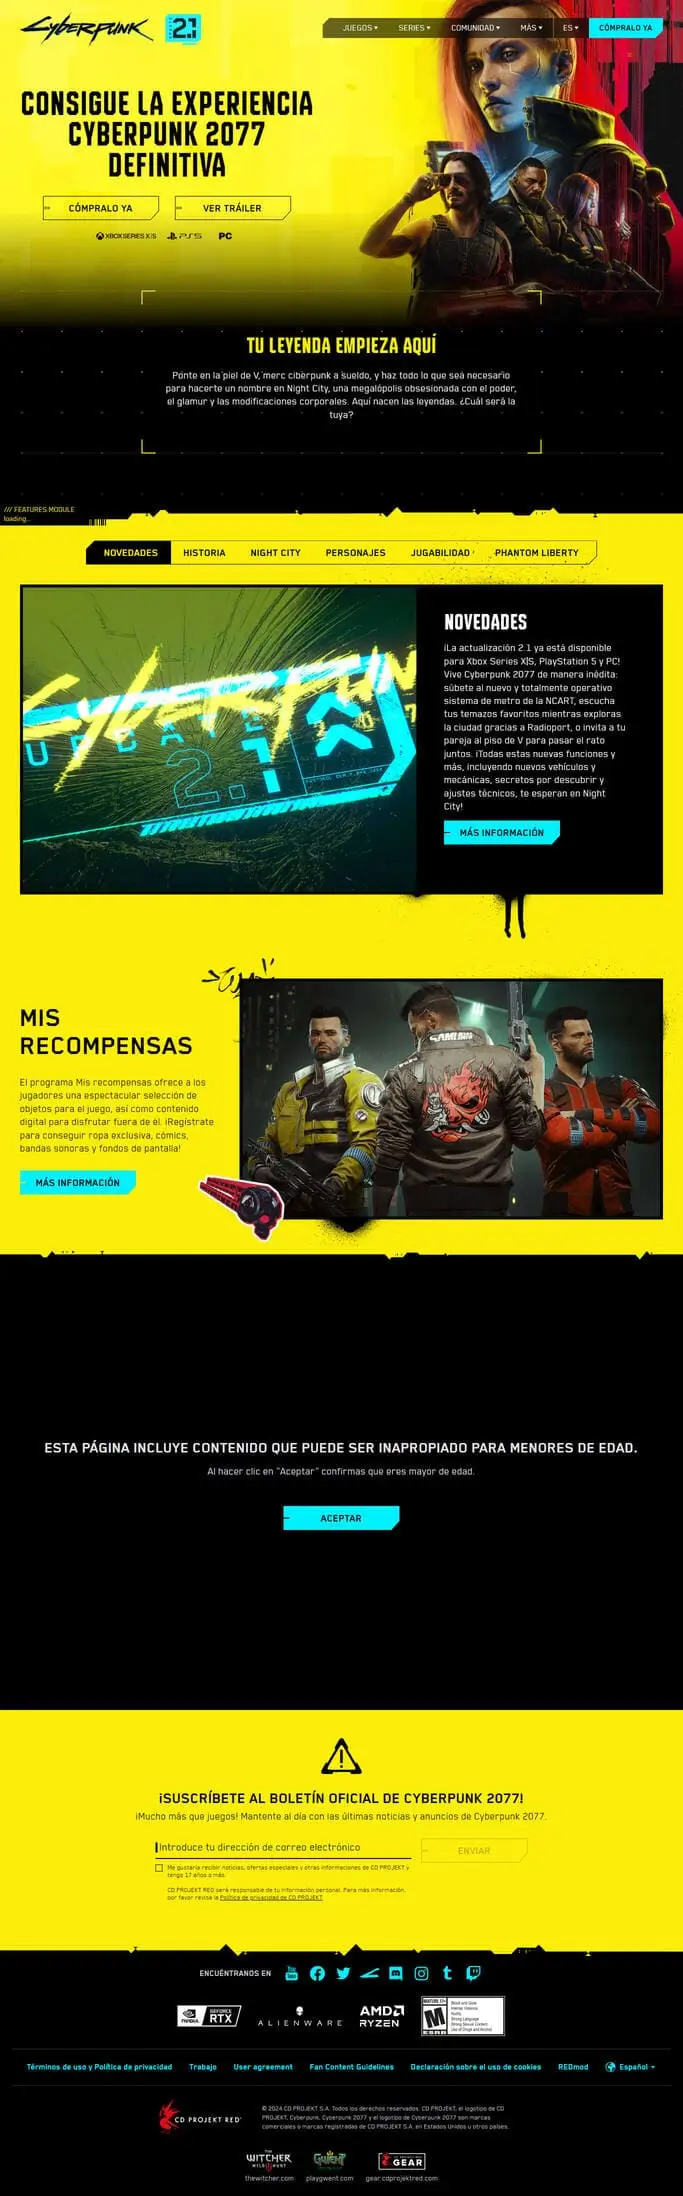 Cyberpunk
2.1
JUEGOS
SERIES
COMUNIDAD
MÁS
ES
CÓMPRALO YA
CONSIGUE LA EXPERIENCIA
CYBERPUNK 2077
DEFINITIVA
CÓMPRALO YA
VER TRÁILER
XBOX SERIES X|S
PS5
PC
TU LEYENDA EMPIEZA AQUÍ
Ponte en la piel de V, merc ciberpunk a sueldo, y haz todo lo que sea necesario
para hacerte un nombre en Night City, una megalópolis obsesionada con el poder,
el glamur y las modificaciones corporales. Aquí nacen las leyendas. ¿Cuál será la
tuya?
/// FEATURES MODULE
loading...
NOVEDADES
HISTORIA
NIGHT CITY
PERSONAJES
JUGABILIDAD
PHANTOM LIBERTY
CYBERPUN
UPDATE
2.1
NOVEDADES
¡La actualización 2.1 ya está disponible
para Xbox Series X|S, PlayStation 5 y PC!
Vive Cyberpunk 2077 de manera inédita:
súbete al nuevo y totalmente operativo
sistema de metro de la NCART, escucha
tus temazos favoritos mientras exploras
la ciudad gracias a Radioport, o invita a tu
pareja al piso de V para pasar el rato
juntos. ¡Todas estas nuevas funciones y
más, incluyendo nuevos vehículos y
mecánicas, secretos por descubrir y
ajustes técnicos, te esperan en Night
City!
MÁS INFORMACIÓN
MIS
RECOMPENSAS
El programa Mis recompensas ofrece a los
jugadores una espectacular selección de
objetos para el juego, así como contenido
digital para disfrutar fuera de él. ¡Regístrate
para conseguir ropa exclusiva, cómics,
bandas sonoras y fondos de pantalla!
MÁS INFORMACIÓN
SAMURAI
ESTA PÁGINA INCLUYE CONTENIDO QUE PUEDE SER INAPROPIADO PARA MENORES DE EDAD.
Al hacer clic en "Aceptar" confirmas que eres mayor de edad.
ACEPTAR
¡SUSCRÍBETE AL BOLETÍN OFICIAL DE CYBERPUNK 2077!
¡Mucho más que juegos! Mantente al día con las últimas noticias y anuncios de Cyberpunk 2077.
Introduce tu dirección de correo electrónico
ENVIAR
Me gustaría recibir noticias, ofertas especiales y otras informaciones de CD PROJEKT y
tengo 17 años o más.
CD PROJEKT RED será responsable de tu información personal. Para más información,
por favor revise la Política de privacidad de CD PROJEKT
ENCUÉNTRANOS EN
You Tube
NVIDIA
GEFORCE
RTX
ALIENWARE
AMD
RYZEN
MATURE 17+
M
ESRB
Blood and Gore
Intense Violence
Nudity
Strong Language
Strong Sexual Content
Use of Drugs and Alcohol
Términos de uso y Política de privacidad
Trabajo
User agreement
Fan Content Guidelines
Declaración sobre el uso de cookies
REDmod
Español
CD PROJEKT RED
© 2024 CD PROJEKT S.A. Todos los derechos reservados. CD PROJEKT, el logotipo de CD
PROJEKT, Cyberpunk, Cyberpunk 2077 y el logotipo de Cyberpunk 2077 son marcas
comerciales o marcas registradas de CD PROJEKT S.A. en Estados Unidos u otros países.
THE
WITCHER
WILD HUNT
thewitcher.com
GWENT
playgwent.com
CD PROJEKT RED
GEAR
gear.cdprojektred.com